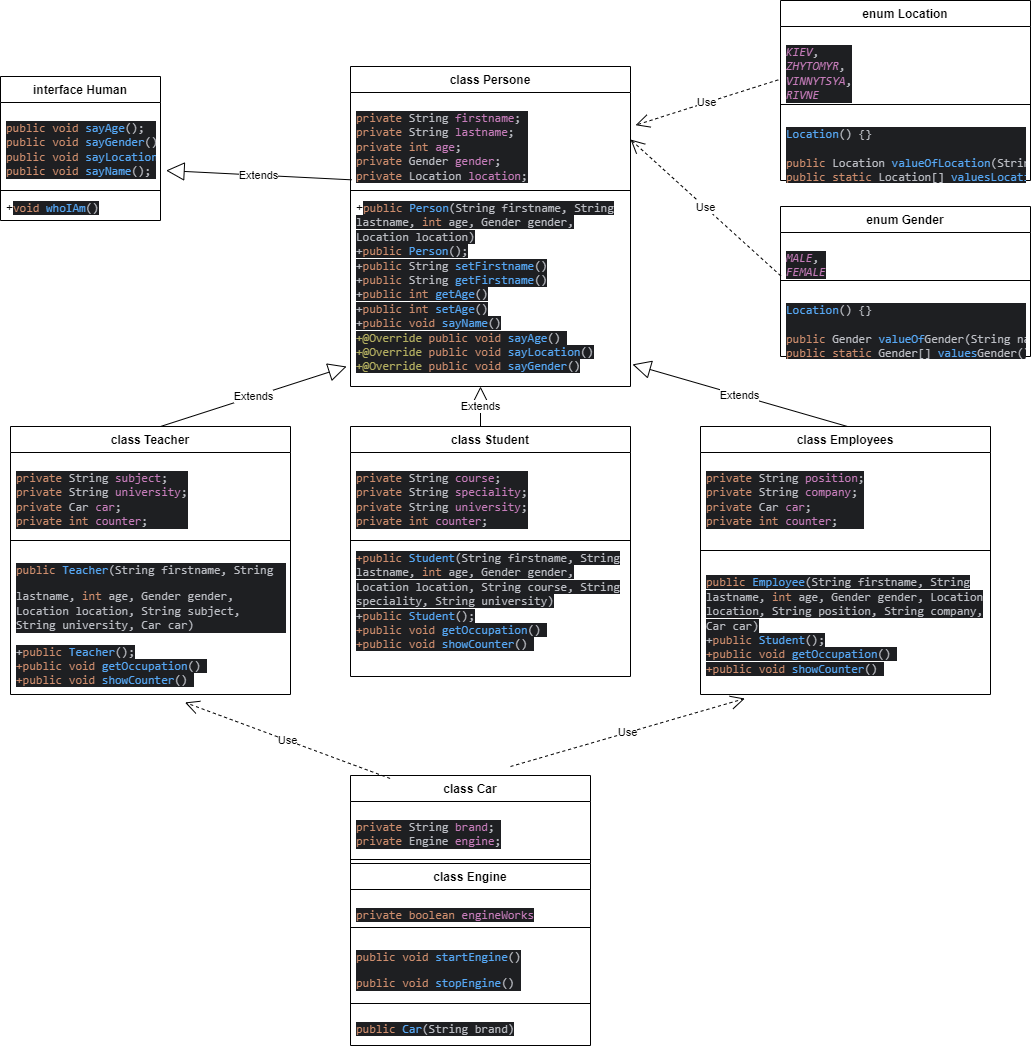 enum Location
KIEV,
ZHYTOMYR,
VINNYTSYA,
RIVNE
Location() {}
public Location valueOfLocation(Strin
public static Location[] valuesLocati
interface Human
public void sayAge();
public void sayGender()
public void sayLocation
public void sayName();
+void whoIAm()
Extends
class Persone
private String firstname;
private String lastname;
private int age;
private Gender gender;
private Location location;
+public Person(String firstname, String
lastname, int age, Gender gender,
Location location)
+public Person();
+public String setFirstname()
+public String getFirstname()
+public int getAge()
+public int setAge()
+public void sayName()
+@Override public void sayAge()
+@Override public void sayLocation()
+@Override public void sayGender()
Use
Use
enum Gender
MALE,
FEMALE
Location() {}
public Gender valueOfGender(String na
public static Gender[] valuesGender()
Extends
Extends
Extends
class Teacher
private String subject;
private String university;
private Car car;
private int counter;
public Teacher(String firstname, String
lastname, int age, Gender gender,
Location location, String subject,
String university, Car car)
+public Teacher();
+public void getOccupation()
+public void showCounter()
class Student
private String course;
private String speciality;
private String university;
private int counter;
+public Student(String firstname, String
lastname, int age, Gender gender,
Location location, String course, String
speciality, String university)
+public Student();
+public void getOccupation()
+public void showCounter()
class Employees
private String position;
private String company;
private Car car;
private int counter;
public Employee(String firstname, String
lastname, int age, Gender gender, Location
location, String position, String company,
Car car)
+public Student();
+public void getOccupation()
+public void showCounter()
Use
Use
class Car
private String brand;
private Engine engine;
class Engine
private boolean engineWorks
public void startEngine()
public void stopEngine()
public Car(String brand)